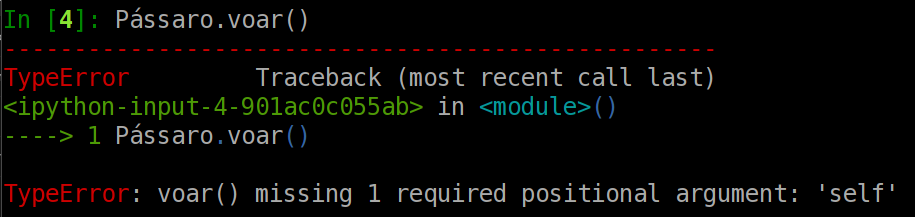 In [4]: Pássaro.voar()
---------------------------------------------------
TypeError         Traceback (most recent call last)
<ipython-input-4-901ac0c055ab> in <module>()
----> 1 Pássaro.voar()
TypeError: voar() missing 1 required positional argument: 'self'